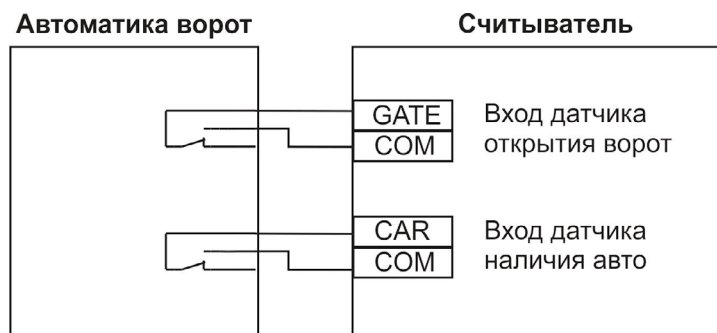 Автоматика ворот
Считыватель
GATE
COM
Вход датчика
открытия ворот
CAR
COM
Вход датчика
наличия авто